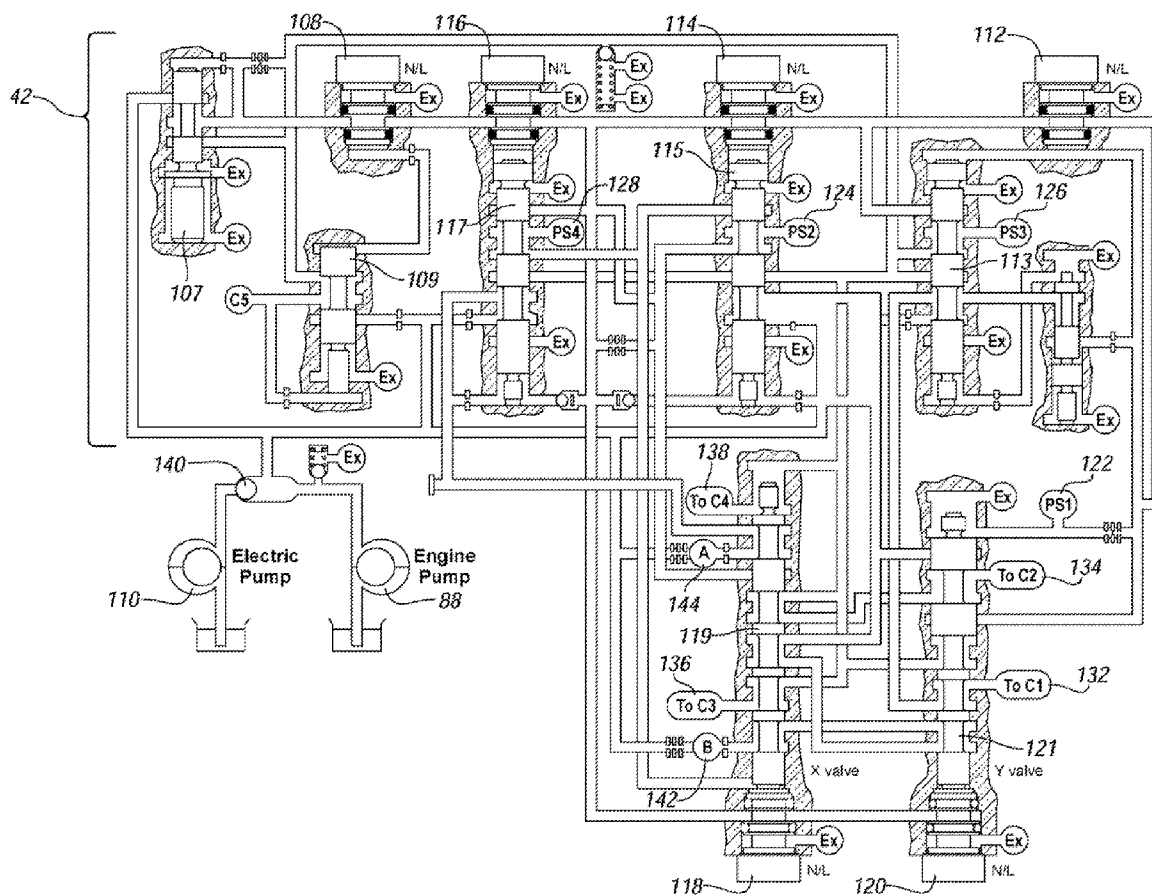 108
116
114
112
N/L
N/L
N/L
N/L
Ex
Ex
Ex
Ex
Ex
Ex
42
Ex
115
Ex
Ex
Ex
128
124
126
117
PS4
PS2
PS3
Ex
107
109
113
Ex
C5
Ex
Ex
Ex
Ex
Ex
140
Ex
138
122
To C4
Ex
PS1
Electric
Pump
Engine
Pump
A
To C2
134
110
88
144
119
136
To C3
To C1
132
B
121
142
X valve
Y valve
Ex
Ex
N/L
N/L
118
120